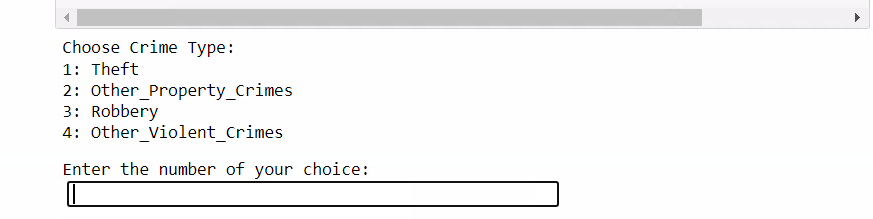 Choose Crime Type:
1: Theft
2: Other_Property_Crimes
3: Robbery
4: Other_Violent_Crimes
Enter the number of your choice: